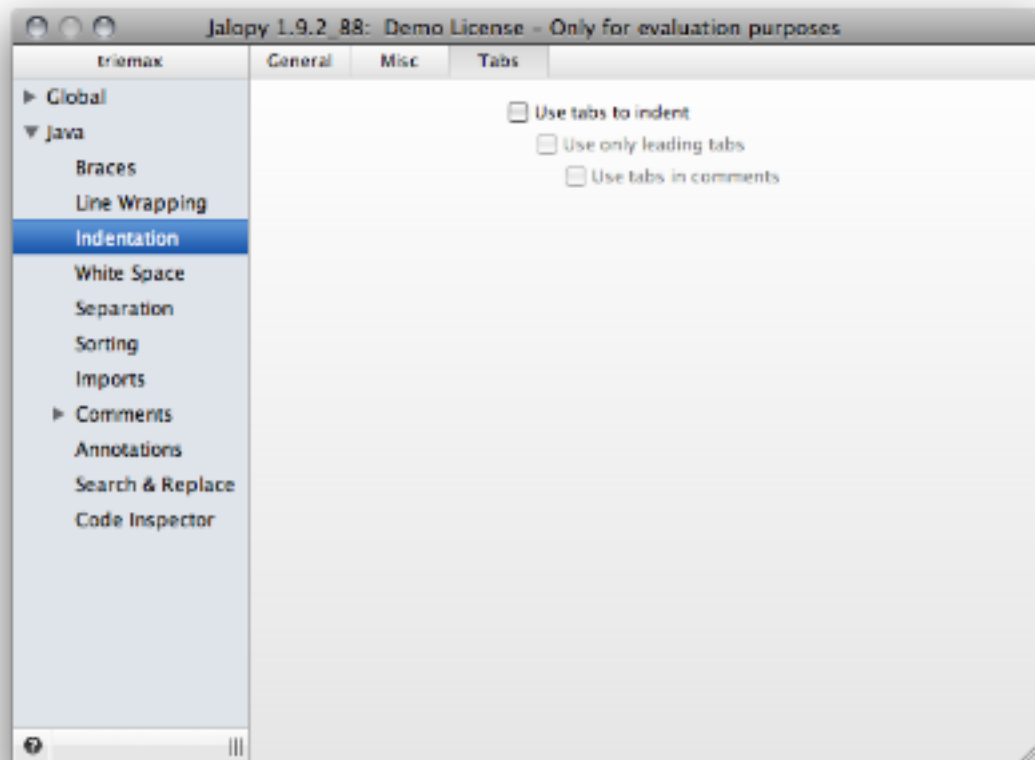 Jalopy 1.9.2_88: Demo License – Only for evaluation purposes
triemax
General Misc Tabs
Global
Java
Braces
Line Wrapping
Indentation
White Space
Separation
Sorting
Imports
Comments
Annotations
Search & Replace
Code Inspector
Use tabs to indent
Use only leading tabs
Use tabs in comments